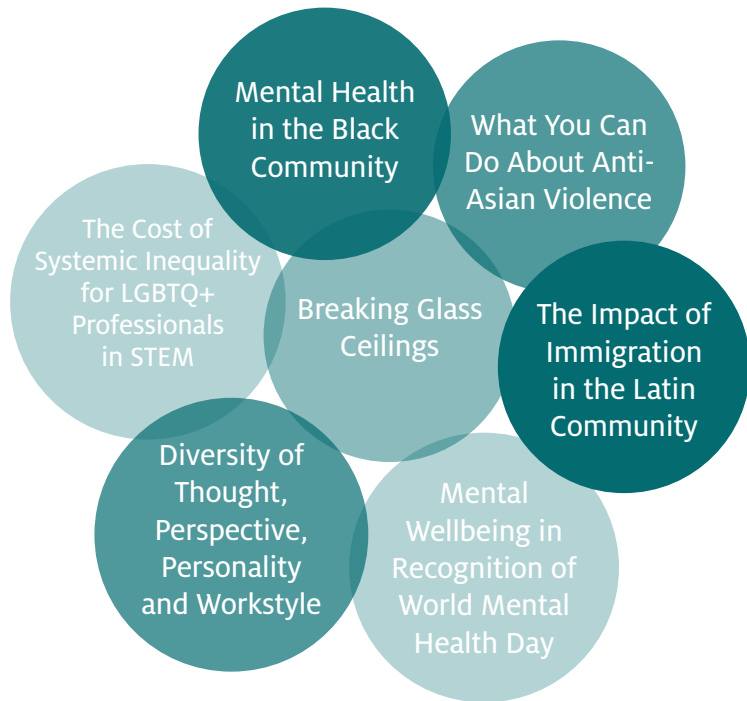 Mental Health
in the Black
Community
What You Can
Do About Anti-
Asian Violence
The Cost of
Systemic Inequality
for LGBTQ+
Professionals
in STEM
Breaking Glass
Ceilings
The Impact of
Immigration
in the Latin
Community
Diversity of
Thought,
Perspective,
Personality
and Workstyle
Mental
Wellbeing in
Recognition of
World Mental
Health Day